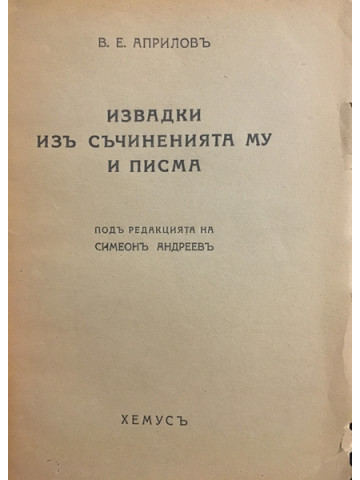 В. Е. АПРИЛОВЪ
ИЗВАДКИ
ИЗЪ СЪЧИНЕНИЯТА МУ
И ПИСМА
ПОДЪ РЕДАКЦИЯТА НА
СИМЕОНЪ АНДРЕЕВЪ
ХЕМУСЪ